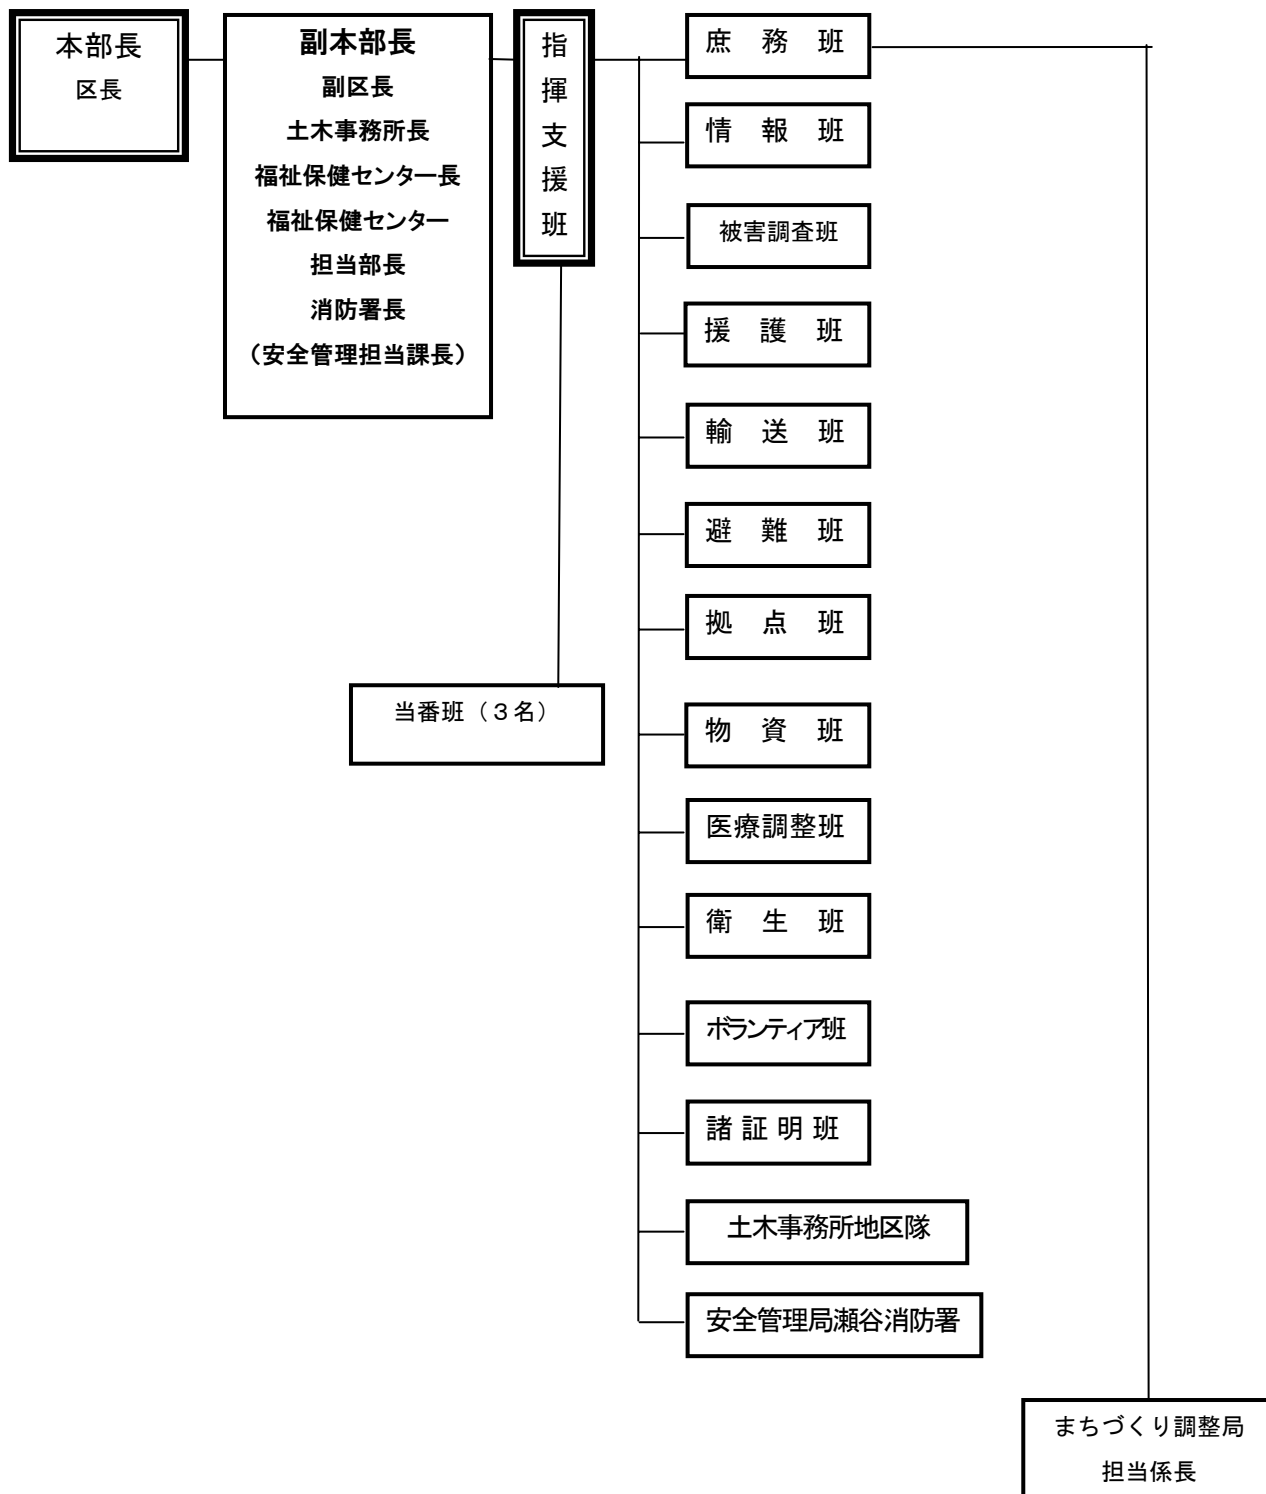 本部長
区長
副本部長
副区長
土木事務所長
福祉保健センター長
福祉保健センター
担当部長
消防署長
（安全管理担当課長）
指揮支援班
当番班（３名）
庶務班
情報班
被害調査班
援護班
輸送班
避難班
拠点班
物資班
医療調整班
衛生班
ボランティア班
諸証明班
土木事務所地区隊
安全管理局瀬谷消防署
まちづくり調整局
担当係長